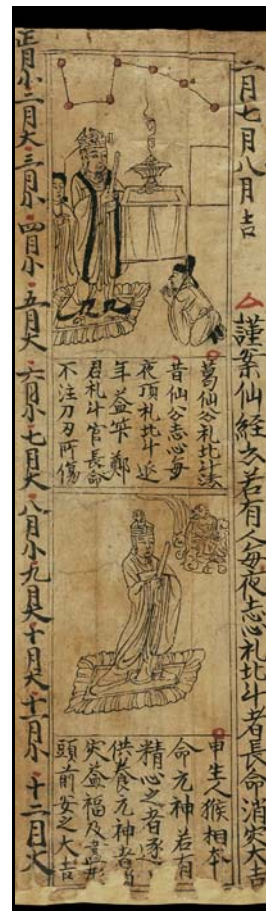 二月七月八月吉
謹案仙經云若有人每夜志心礼北斗者長命消灾大吉
葛仙公礼北斗法
昔仙公志心每
夜頂礼北斗延
年益筭鄭
君礼斗官長命
不注刀刃所傷
申生人猴相本
命元神若有
精心之者逐
供養元神者
灾益福及畫形
頭前安之大吉
正月小二月大三月小四月小五月大六月小七月大八月小九月大十月大十一月小十二月大